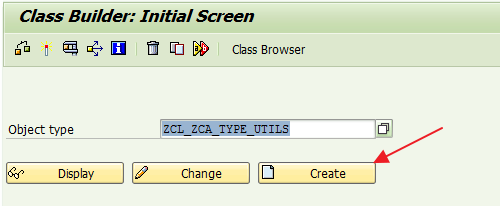 Class Builder: Initial Screen
Class Browser
Object type ZCL_ZCA_TYPE_UTILS
Display Change Create